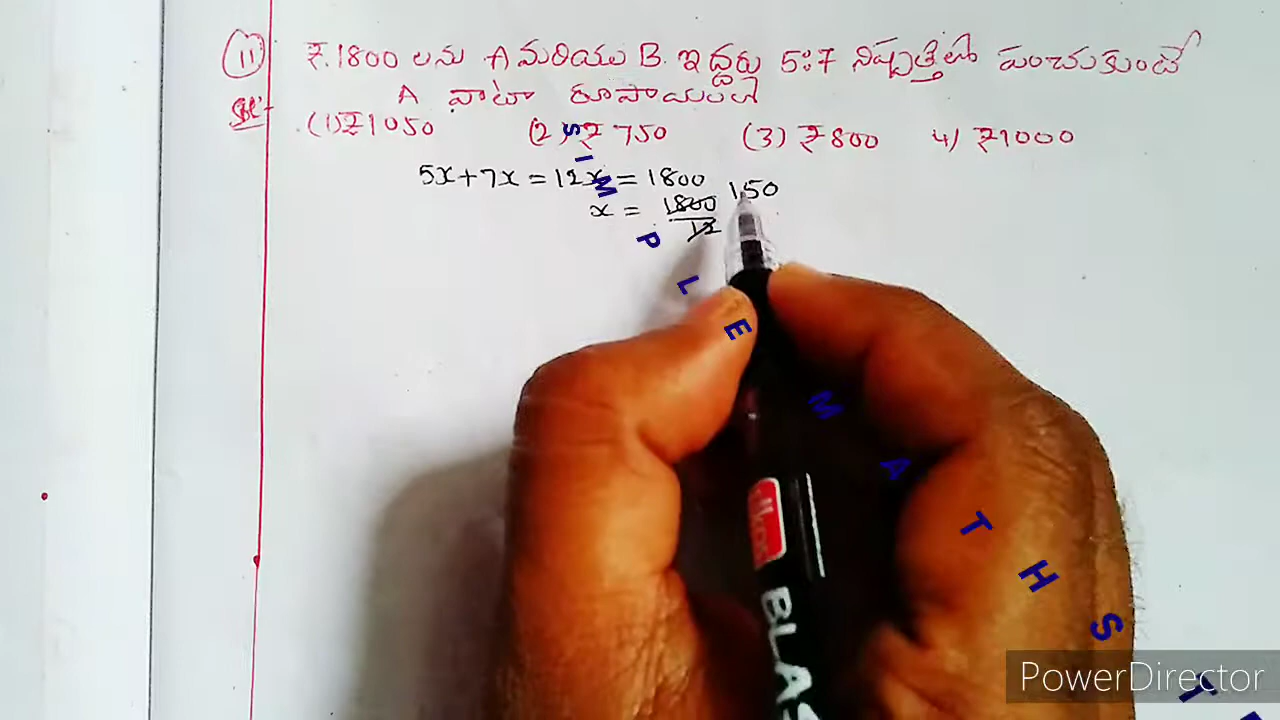 11 ₹.1800 లను A మరియు B. ఇద్దరు 5:7 నిష్పత్తిలో పంచుకుంటే
Sol:- A వాటా రూపాయలలో
(1) ₹1050 (2) ₹750 (3) ₹800 4) ₹1000
5x+7x = 12x = 1800
x = 1800/12 150
SIMPLE MATHS T
BLAS
PowerDirector